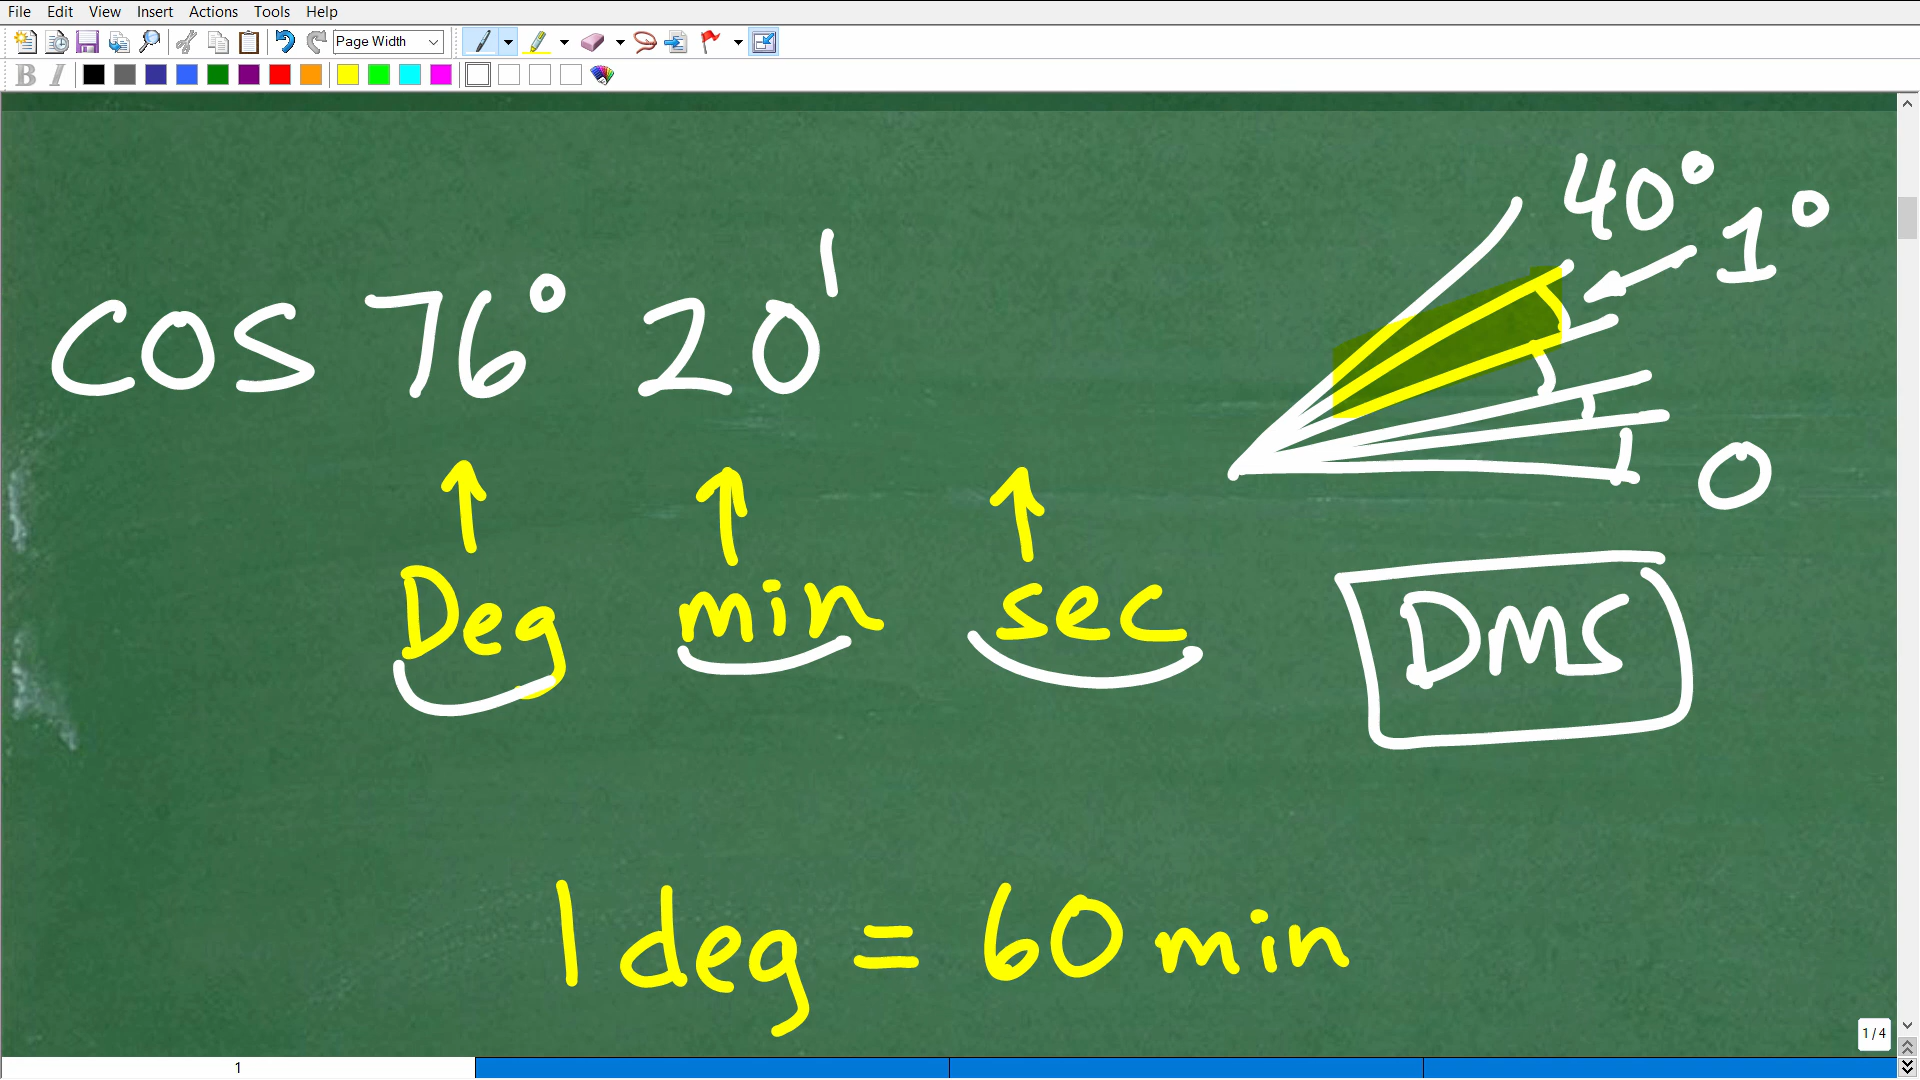 File Edit View Insert Actions Tools Help
Page Width
B I
40°
1°
cos 76° 20'
0
Deg min sec
DMS
1 deg = 60 min
1 / 4
1